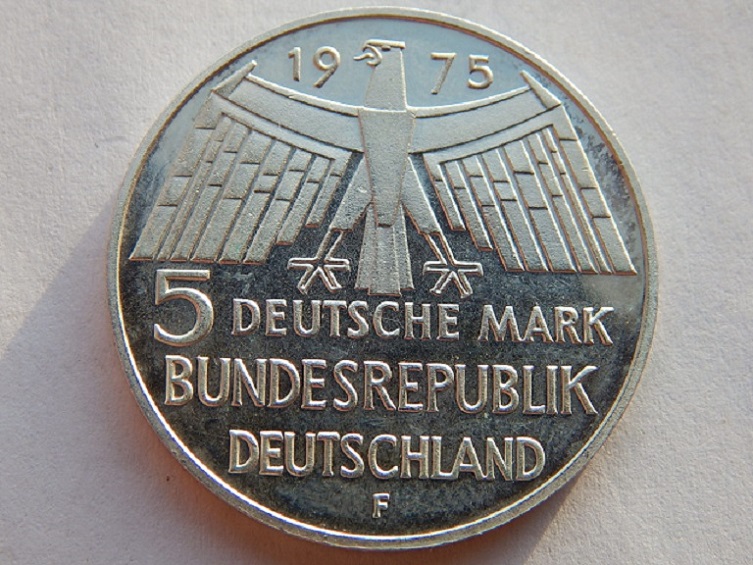 1975
5 DEUTSCHE MARK
BUNDESREPUBLIK
DEUTSCHLAND
F